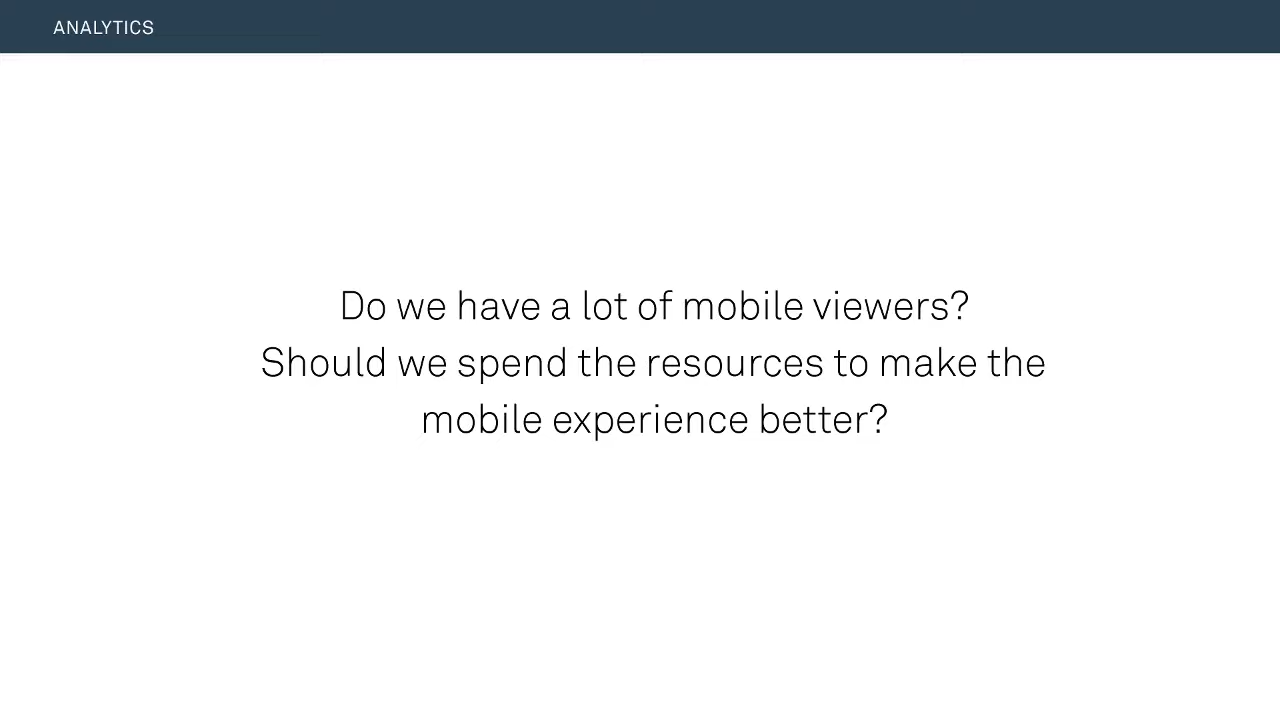 ANALYTICS
Do we have a lot of mobile viewers?
Should we spend the resources to make the
mobile experience better?